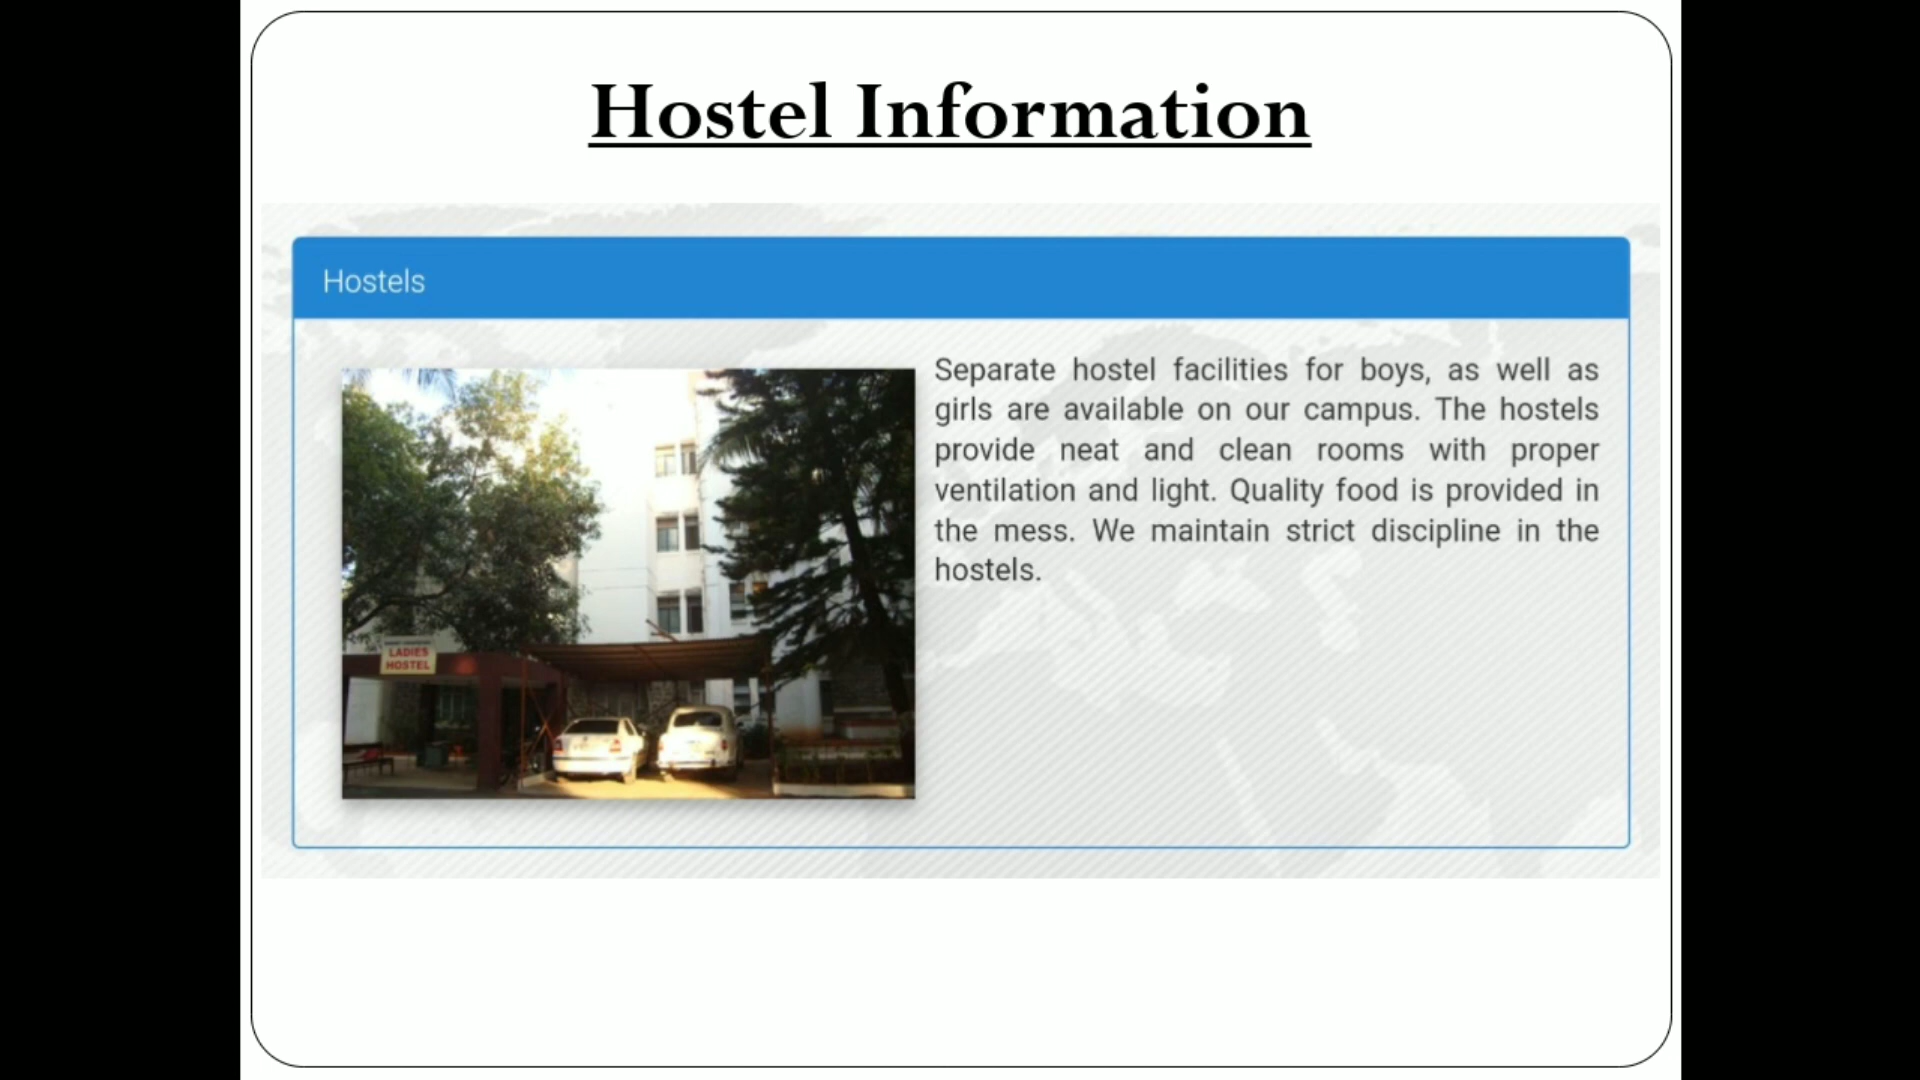 Hostel Information
Hostels
Separate hostel facilities for boys, as well as
girls are available on our campus. The hostels
provide neat and clean rooms with proper
ventilation and light. Quality food is provided in
the mess. We maintain strict discipline in the
hostels.
LADIES
HOSTEL